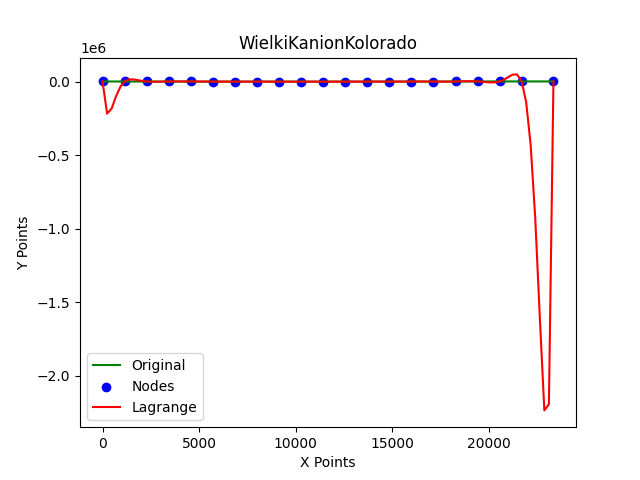 WielkiKanionKolorado
1e6
0.0
−0.5
−1.0
−1.5
−2.0
Y Points
Original
Nodes
Lagrange
0 5000 10000 15000 20000
X Points